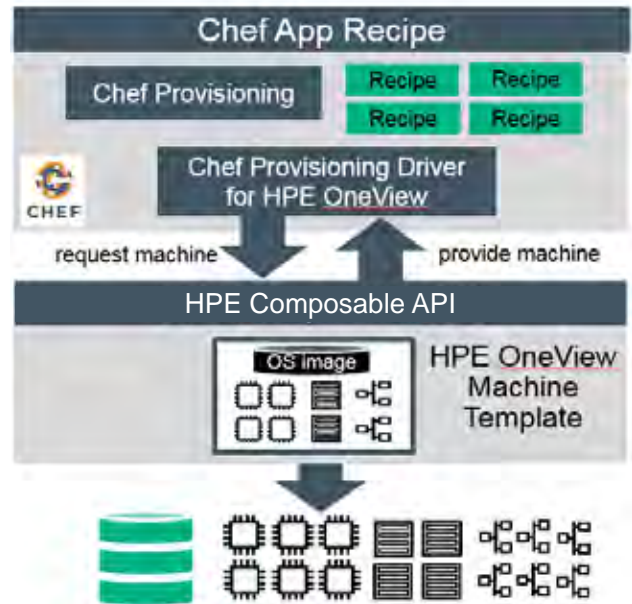 Chef App Recipe
Chef Provisioning
Recipe Recipe
Recipe Recipe
Chef Provisioning Driver
for HPE OneView
CHEF
request machine
provide machine
HPE Composable API
OS image
HPE OneView
Machine
Template